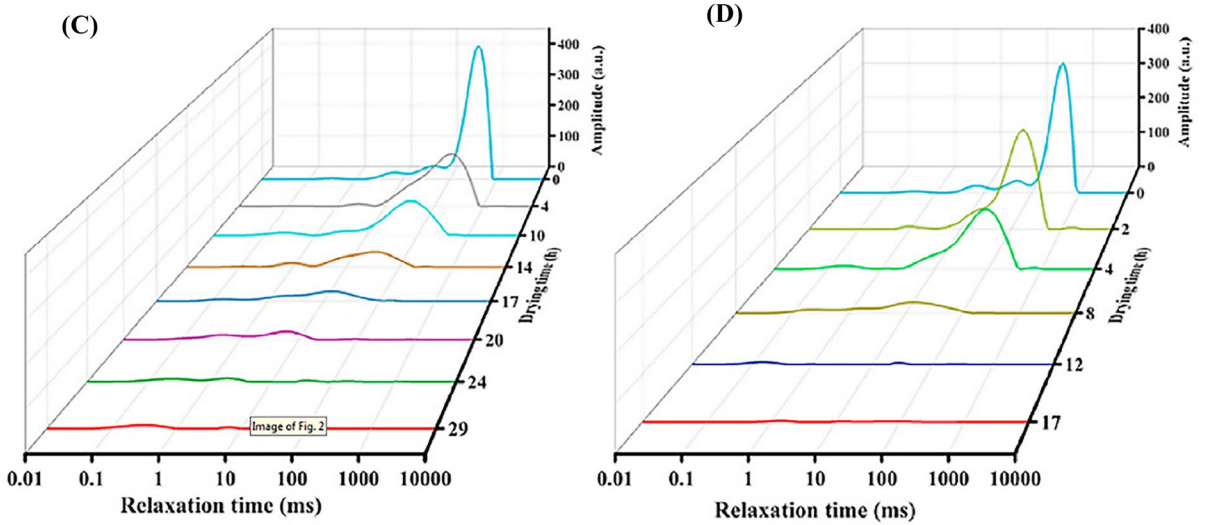 (C)
400
300
200
100
0
Amplitude (a.u.)
0
4
10
14
17
20
24
29
Drying time (h)
Image of Fig. 2
0.01 0.1 1 10 100 1000 10000
Relaxation time (ms)
(D)
400
300
200
100
0
Amplitude (a.u.)
0
2
4
8
12
17
Drying time (h)
0.01 0.1 1 10 100 1000 10000
Relaxation time (ms)